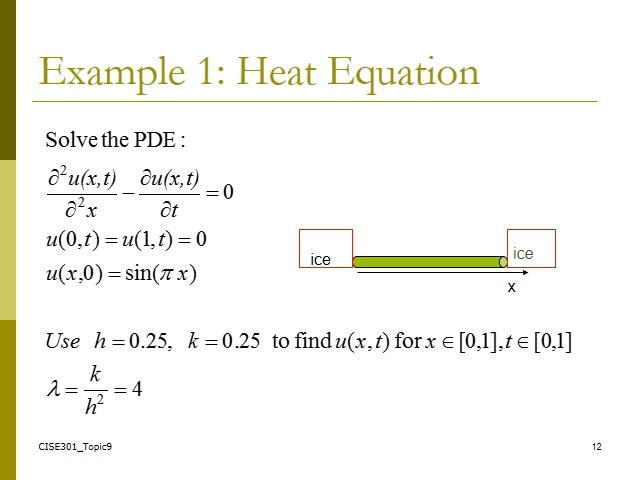 Example 1: Heat Equation
Solve the PDE :
∂²u(x,t)/∂²x − ∂u(x,t)/∂t = 0
u(0,t) = u(1,t) = 0
u(x,0) = sin(π x)
ice
ice
x
Use h = 0.25, k = 0.25 to find u(x,t) for x ∈ [0,1], t ∈ [0,1]
λ = k/h² = 4
CISE301_Topic9
12